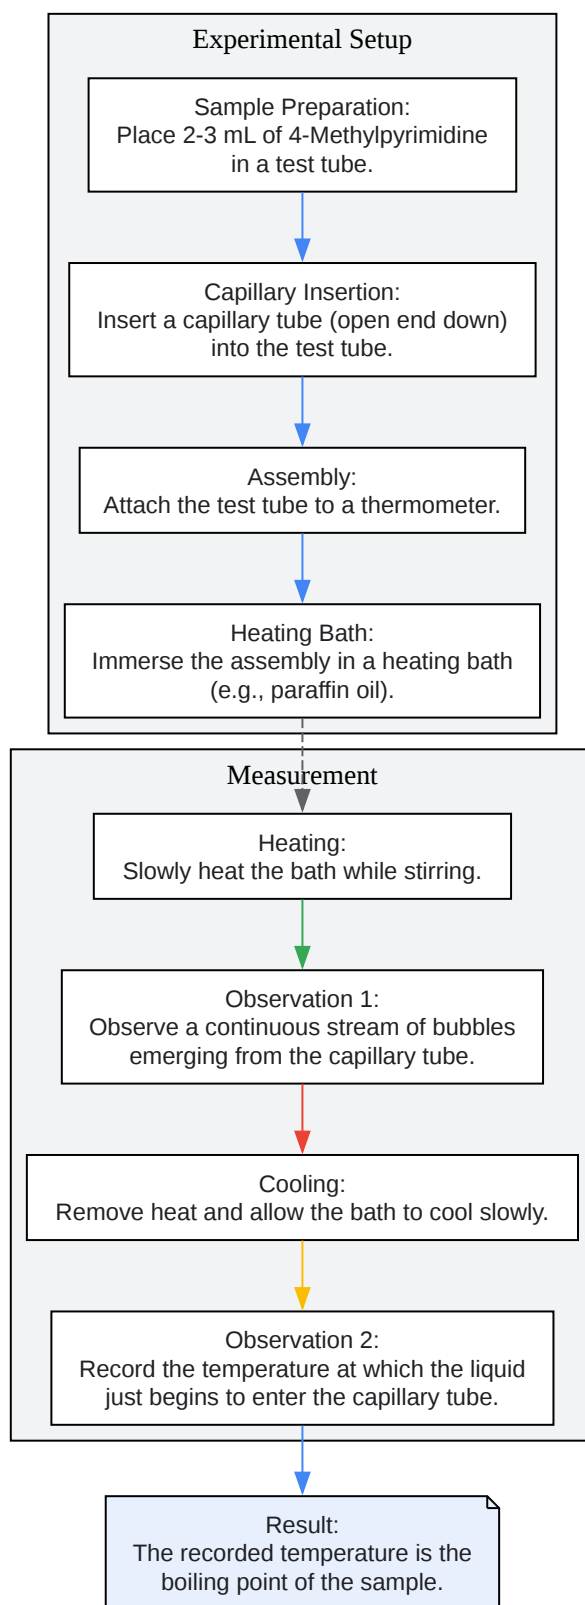 Experimental Setup
Sample Preparation:
Place 2-3 mL of 4-Methylpyrimidine
in a test tube.
Capillary Insertion:
Insert a capillary tube (open end down)
into the test tube.
Assembly:
Attach the test tube to a thermometer.
Heating Bath:
Immerse the assembly in a heating bath
(e.g., paraffin oil).
Measurement
Heating:
Slowly heat the bath while stirring.
Observation 1:
Observe a continuous stream of bubbles
emerging from the capillary tube.
Cooling:
Remove heat and allow the bath to cool slowly.
Observation 2:
Record the temperature at which the liquid
just begins to enter the capillary tube.
Result:
The recorded temperature is the
boiling point of the sample.